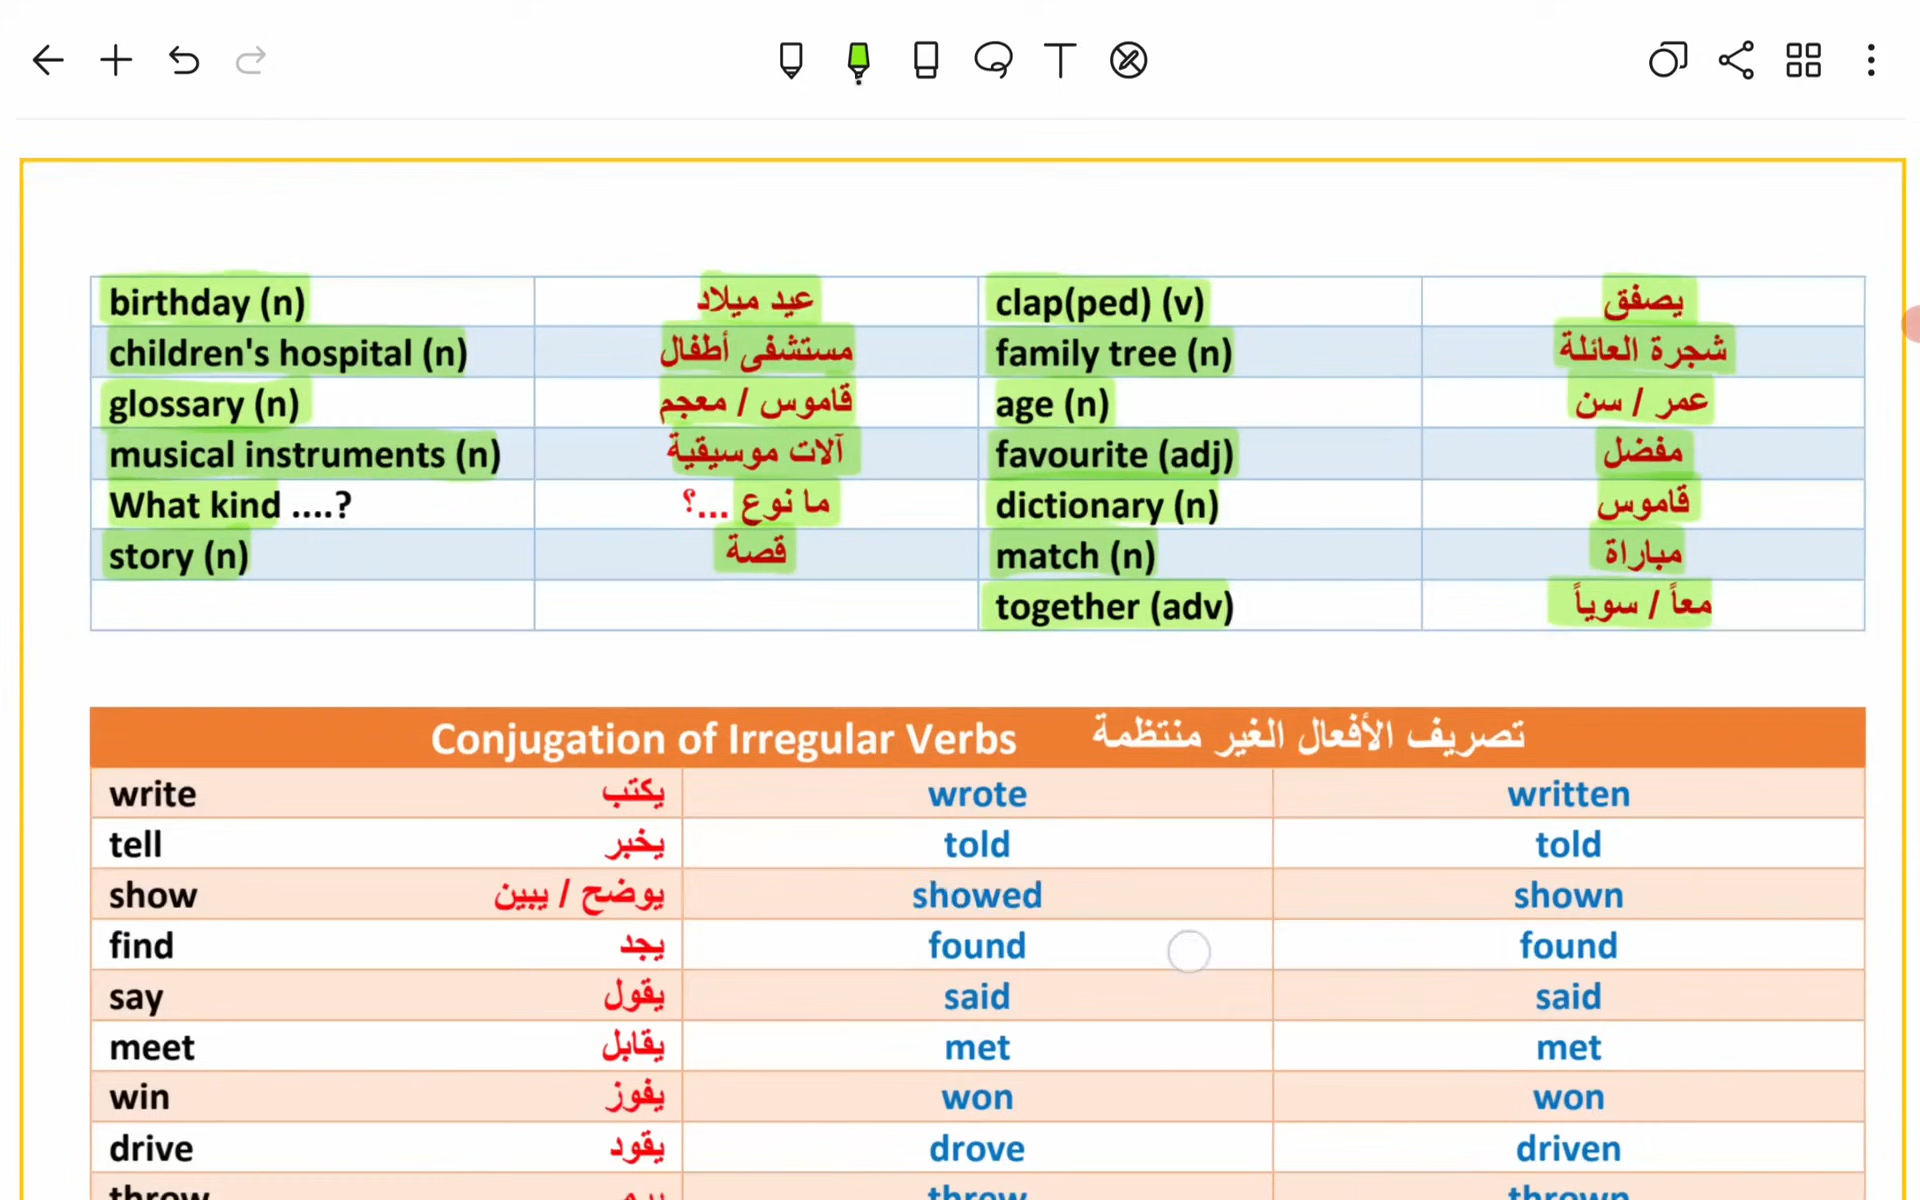 birthday (n) عيد ميلاد clap(ped) (v) يصفق
children's hospital (n) مستشفى أطفال family tree (n) شجرة العائلة
glossary (n) قاموس / معجم age (n) عمر / سن
musical instruments (n) آلات موسيقية favourite (adj) مفضل
What kind ....? ما نوع ...؟ dictionary (n) قاموس
story (n) قصة match (n) مباراة
together (adv) معاً / سوياً
Conjugation of Irregular Verbs تصريف الأفعال الغير منتظمة
write يكتب wrote written
tell يخبر told told
show يوضح / يبين showed shown
find يجد found found
say يقول said said
meet يقابل met met
win يفوز won won
drive يقود drove driven
throw threw thrown